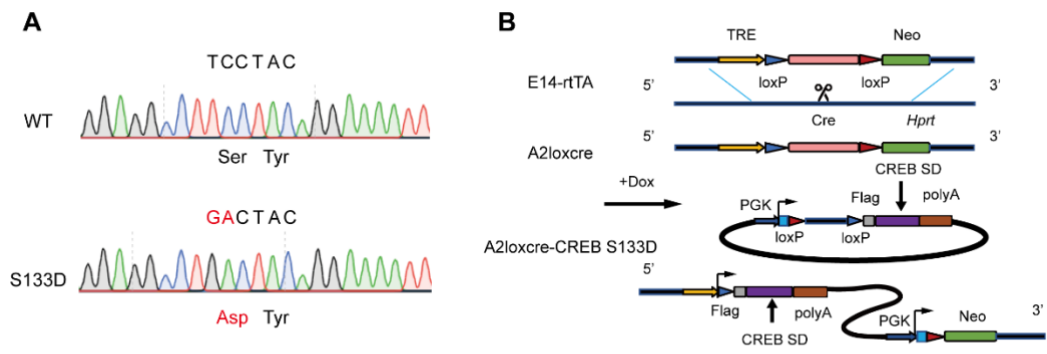 A
TCCTAC
WT
Ser Tyr
GACTAC
S133D
Asp Tyr
B
TRE Neo
loxP loxP
E14-rtTA 5’ 3’
Cre Hprt
A2loxcre
CREB SD
+Dox
PGK Flag polyA
loxP loxP
A2loxcre-CREB S133D
5’
Flag polyA
CREB SD
PGK Neo 3’